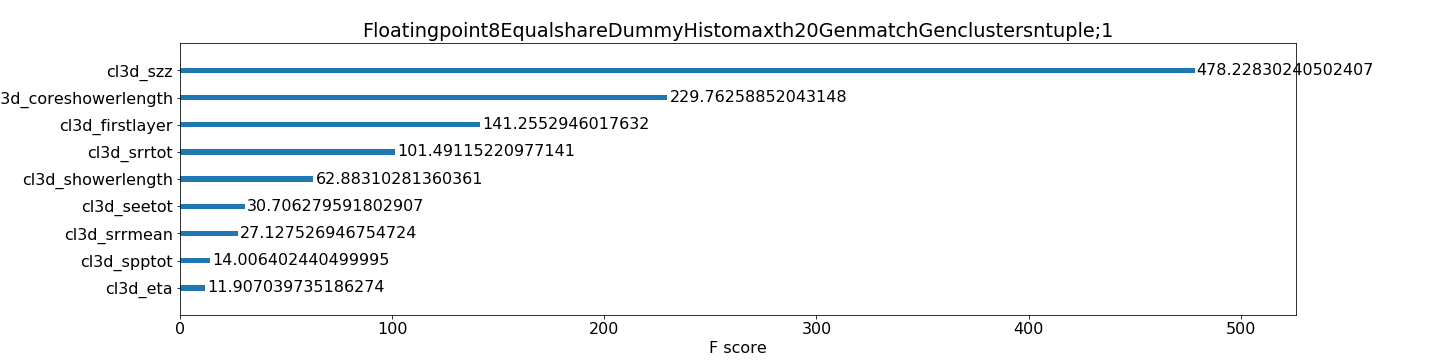 Floatingpoint8EqualshareDummyHistomaxth20GenmatchGenclustersntuple;1
cl3d_szz 478.22830240502407
3d_coreshowerlength 229.76258852043148
cl3d_firstlayer 141.2552946017632
cl3d_srrtot 101.49115220977141
cl3d_showerlength 62.88310281360361
cl3d_seetot 30.706279591802907
cl3d_srrmean 27.127526946754724
cl3d_spptot 14.006402440499995
cl3d_eta 11.907039735186274
0 100 200 300 400 500
F score